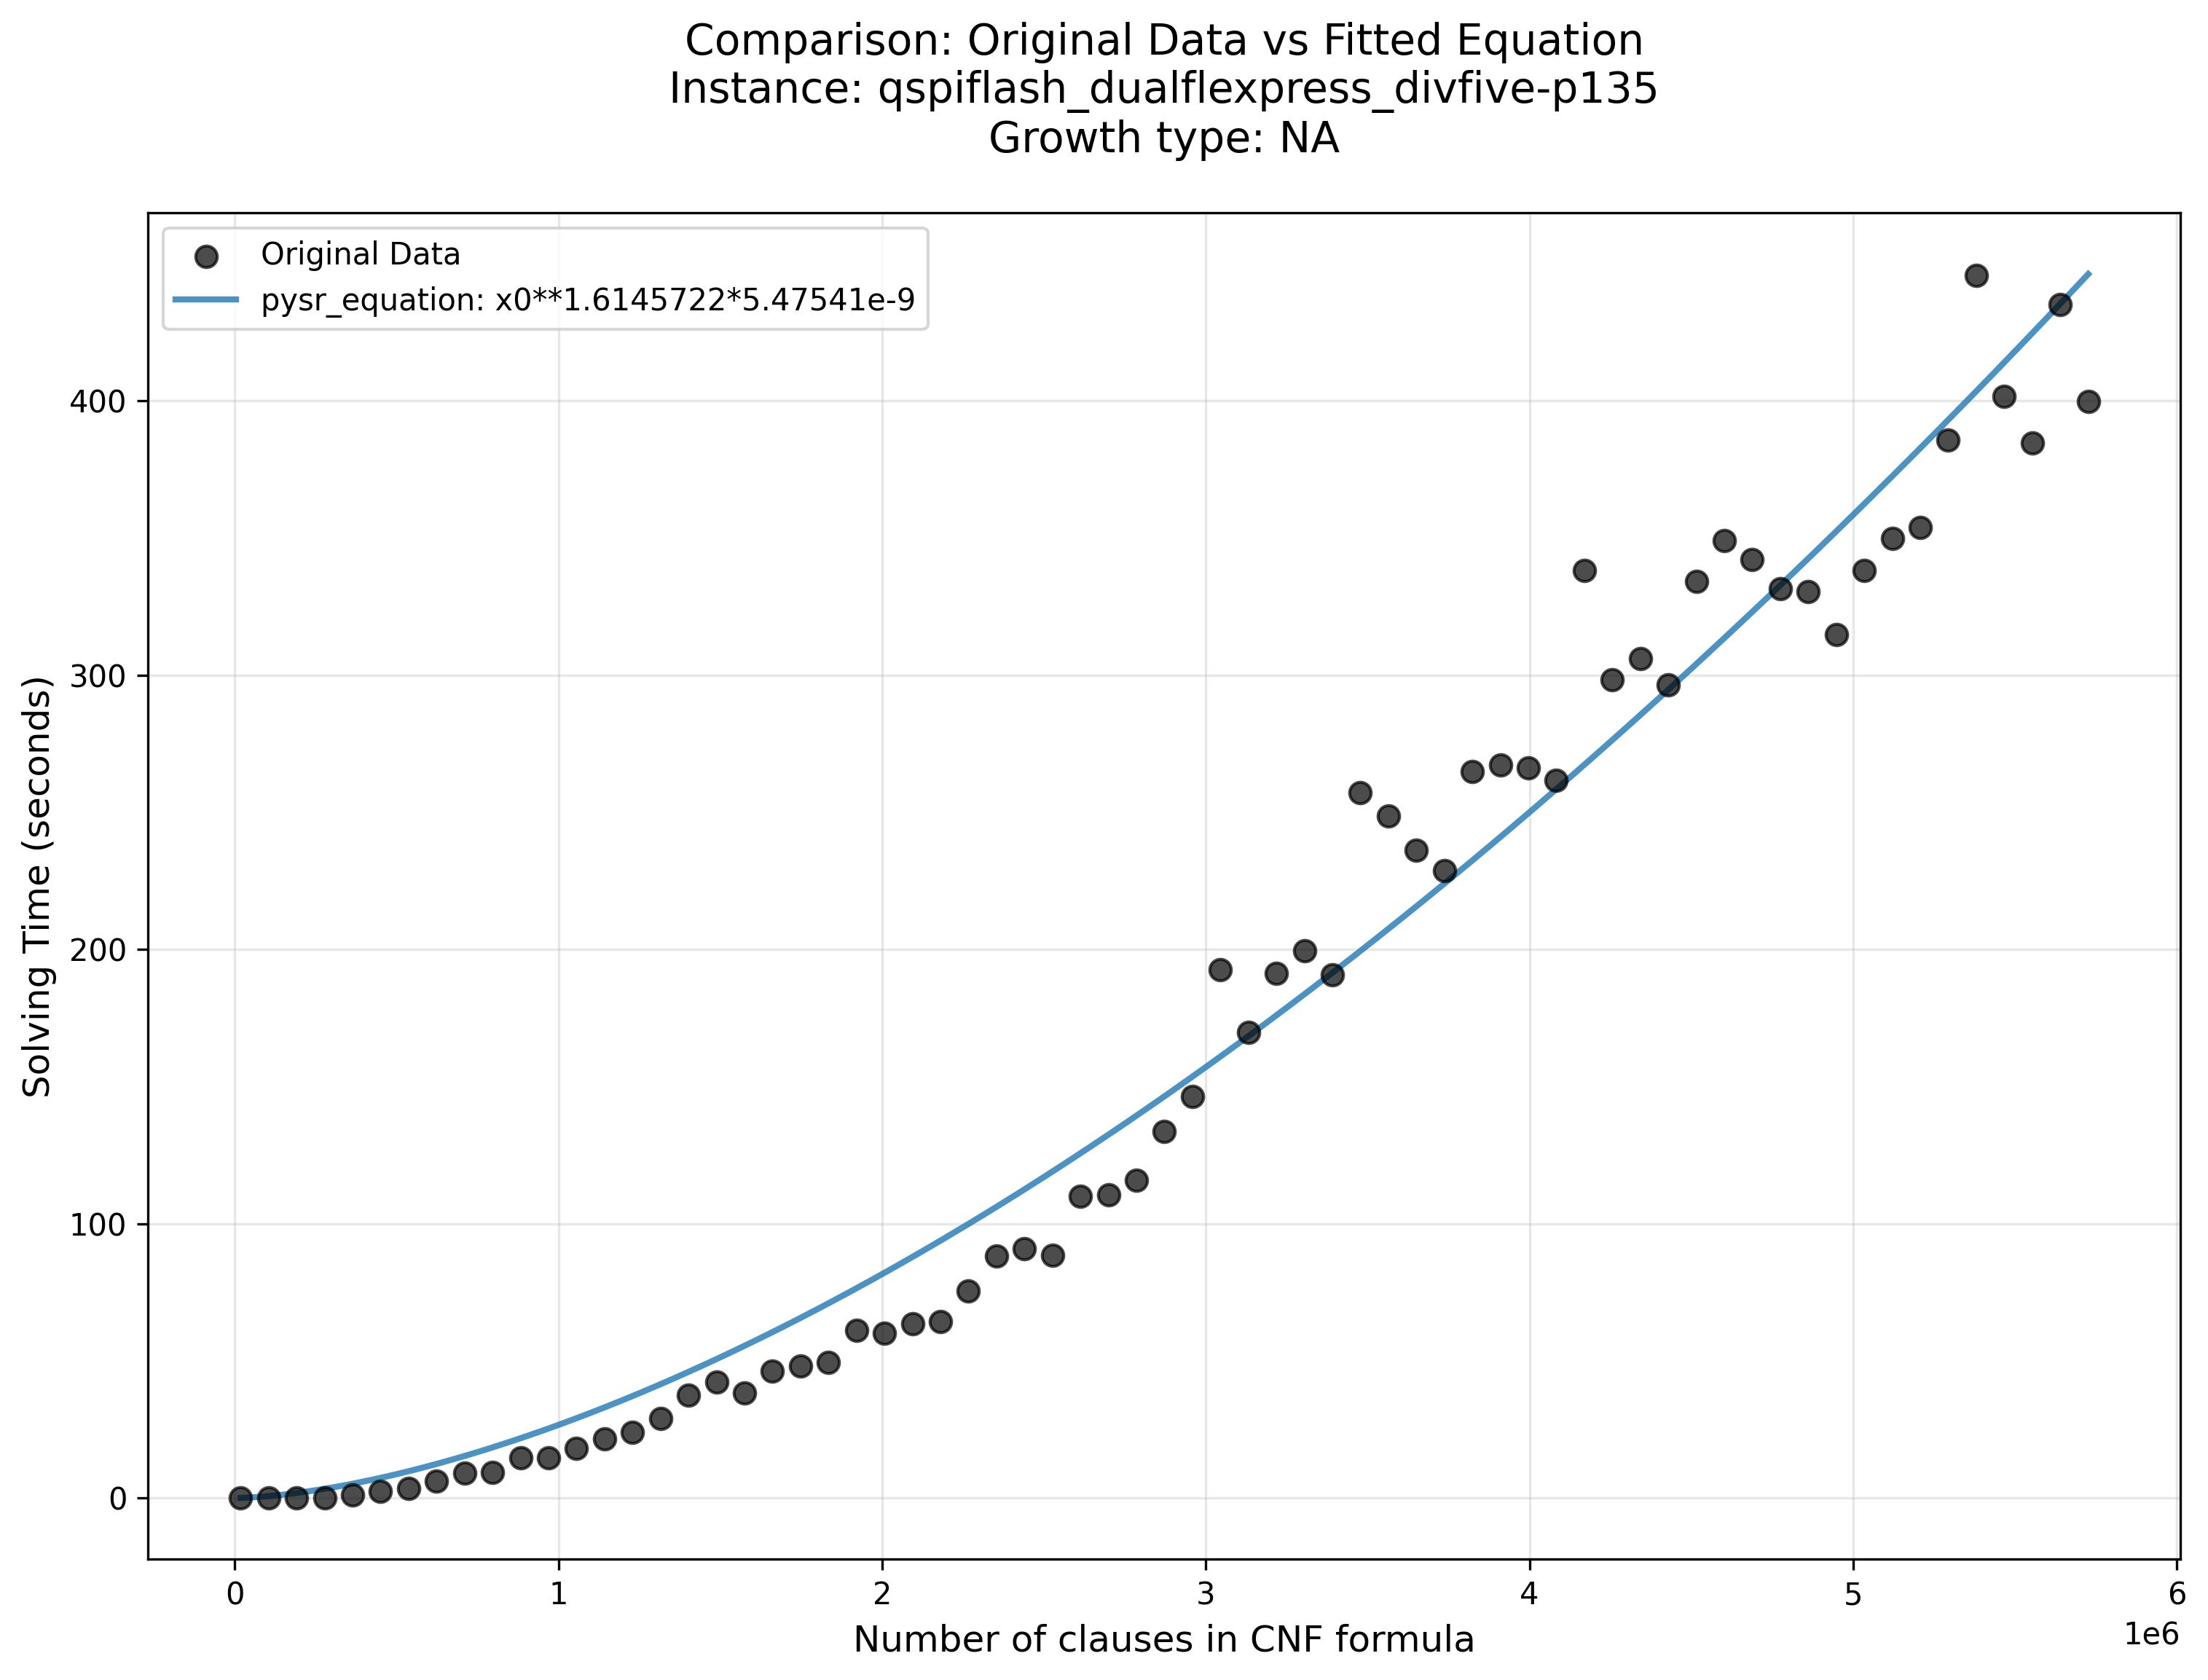 Comparison: Original Data vs Fitted Equation
Instance: qspiflash_dualflexpress_divfive-p135
Growth type: NA
Original Data
pysr_equation: x0**1.6145722*5.47541e-9
Solving Time (seconds)
400
300
200
100
0
0 1 2 3 4 5 6
1e6
Number of clauses in CNF formula